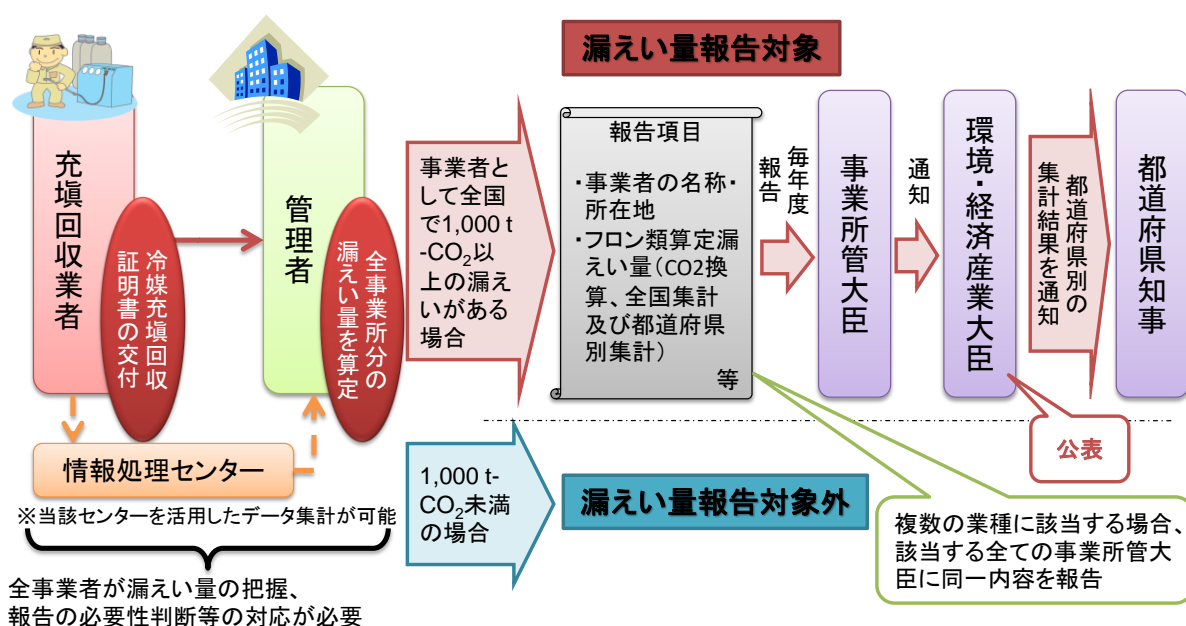 漏えい量報告対象
充塡回収業者
冷媒充塡回収
証明書の交付
管理者
全事業所分の
漏えい量を算定
事業者と
して全国
で1,000 t
-CO₂以
上の漏え
いがある
場合
報告項目
・事業者の名称・
所在地
・フロン類算定漏
えい量（CO2換
算、全国集計
及び都道府県
別集計）
等
毎年度
報告
事業所管大臣
通知
環境・経済産業大臣
都道府県別の
集計結果を通知
都道府県知事
公表
情報処理センター
※当該センターを活用したデータ集計が可能
全事業者が漏えい量の把握、
報告の必要性判断等の対応が必要
1,000 t-
CO₂未満
の場合
漏えい量報告対象外
複数の業種に該当する場合、
該当する全ての事業所管大
臣に同一内容を報告